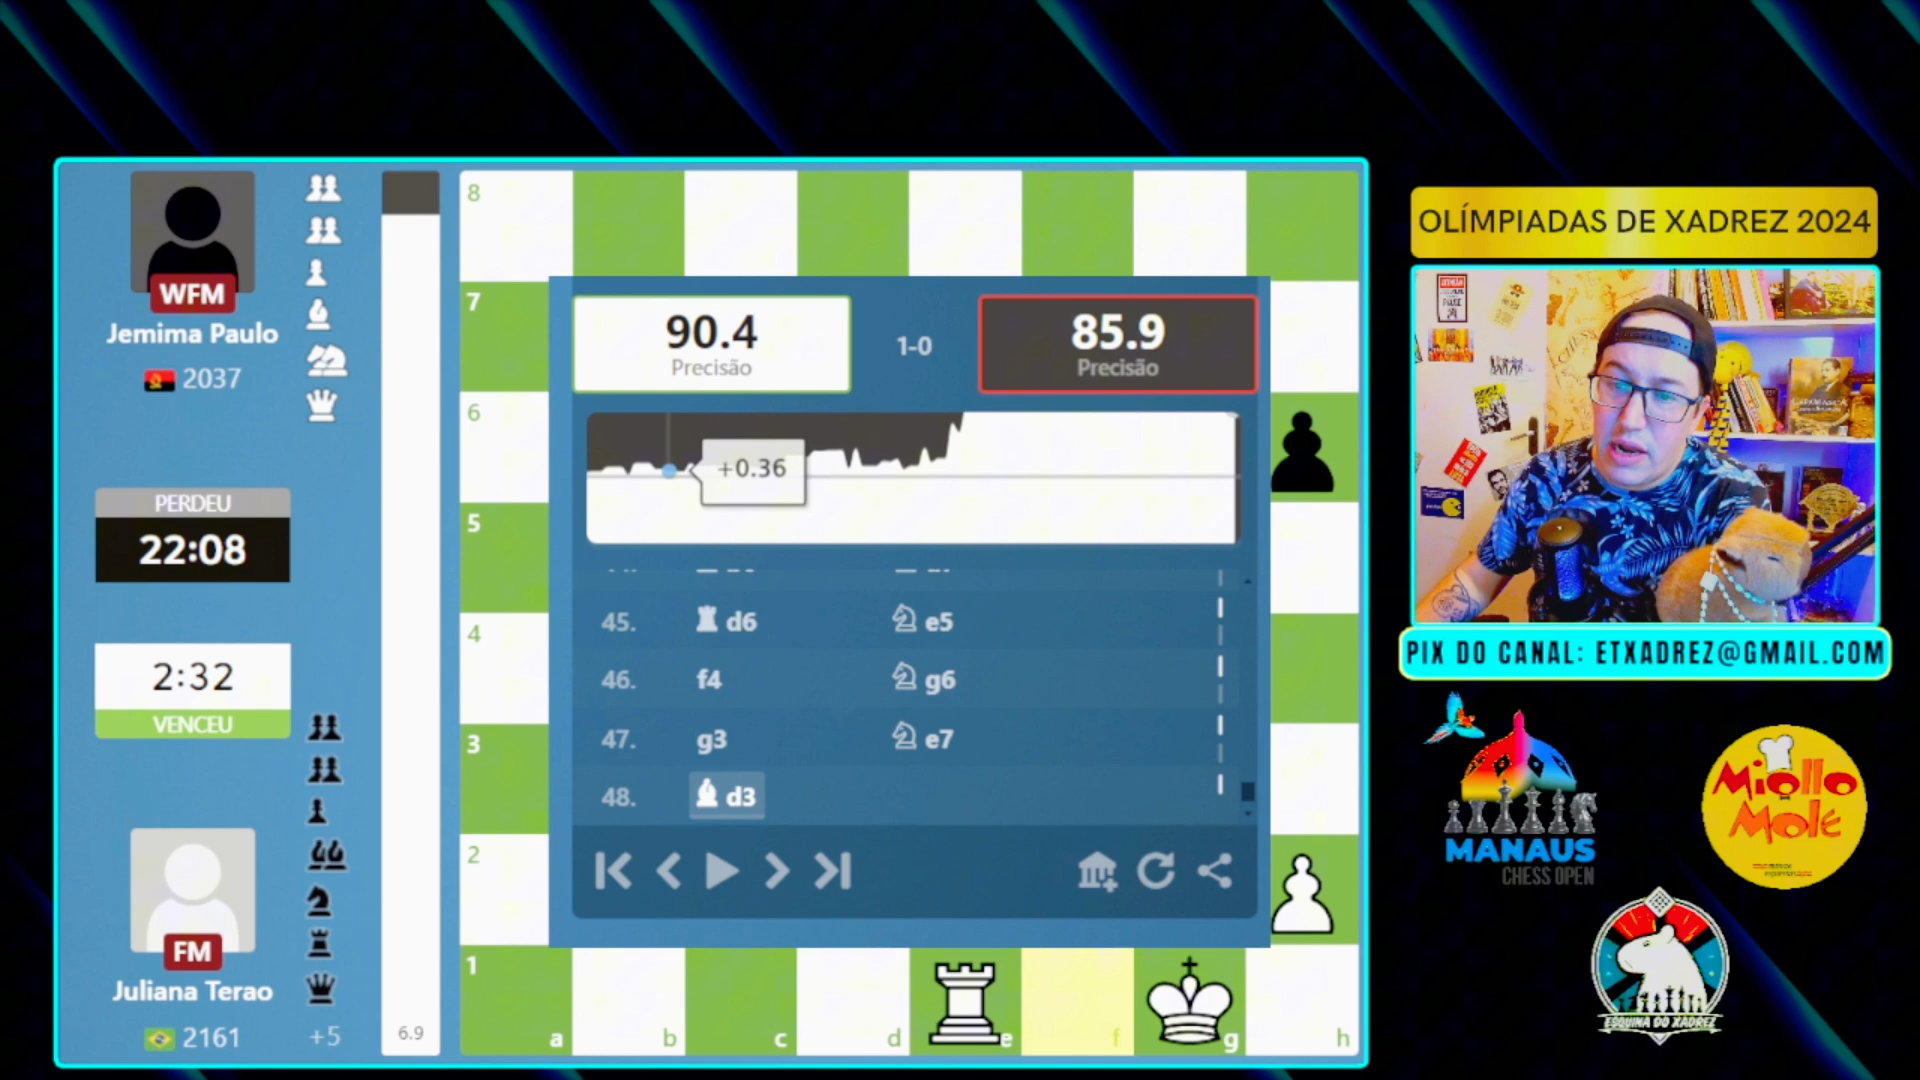 WFM
Jemima Paulo
2037
PERDEU
22:08
2:32
VENCEU
FM
Juliana Terao
2161
+5
6.9
8
7
6
5
4
3
2
1
a
b
c
d
e
f
g
h
90.4
Precisão
1-0
85.9
Precisão
+0.36
45. d6 e5
46. f4 g6
47. g3 e7
48. d3
OLÍMPIADAS DE XADREZ 2024
PIX DO CANAL: ETXADREZ@GMAIL.COM
MANAUS
CHESS OPEN
Miollo
Mole
ESQUINA DO XADREZ